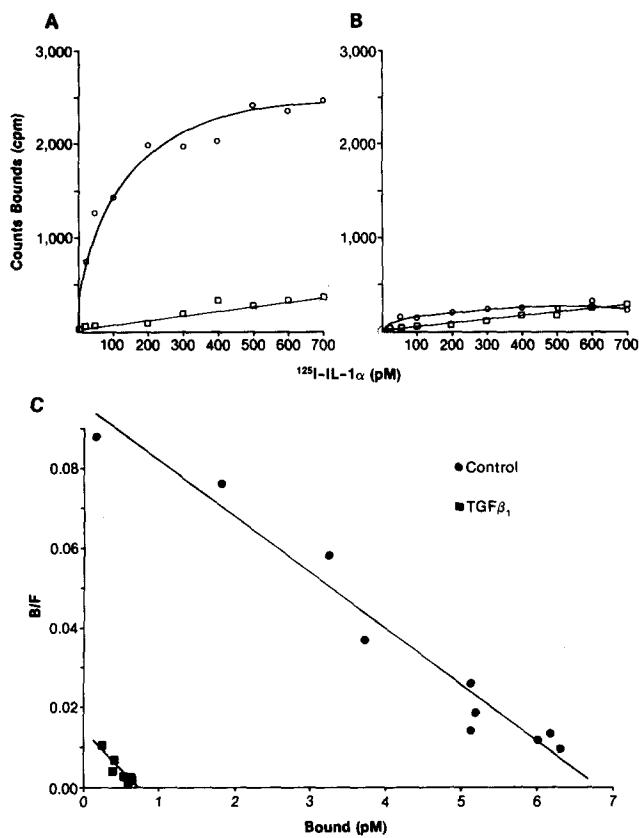 A
B
3,000
2,000
1,000
3,000
2,000
1,000
Counts Bounds (cpm)
100 200 300 400 500 600 700
100 200 300 400 500 600 700
¹²⁵I-IL-1α (pM)
C
0.08
0.06
0.04
0.02
0.00
B/F
Control
TGFβ₁
0 1 2 3 4 5 6 7
Bound (pM)